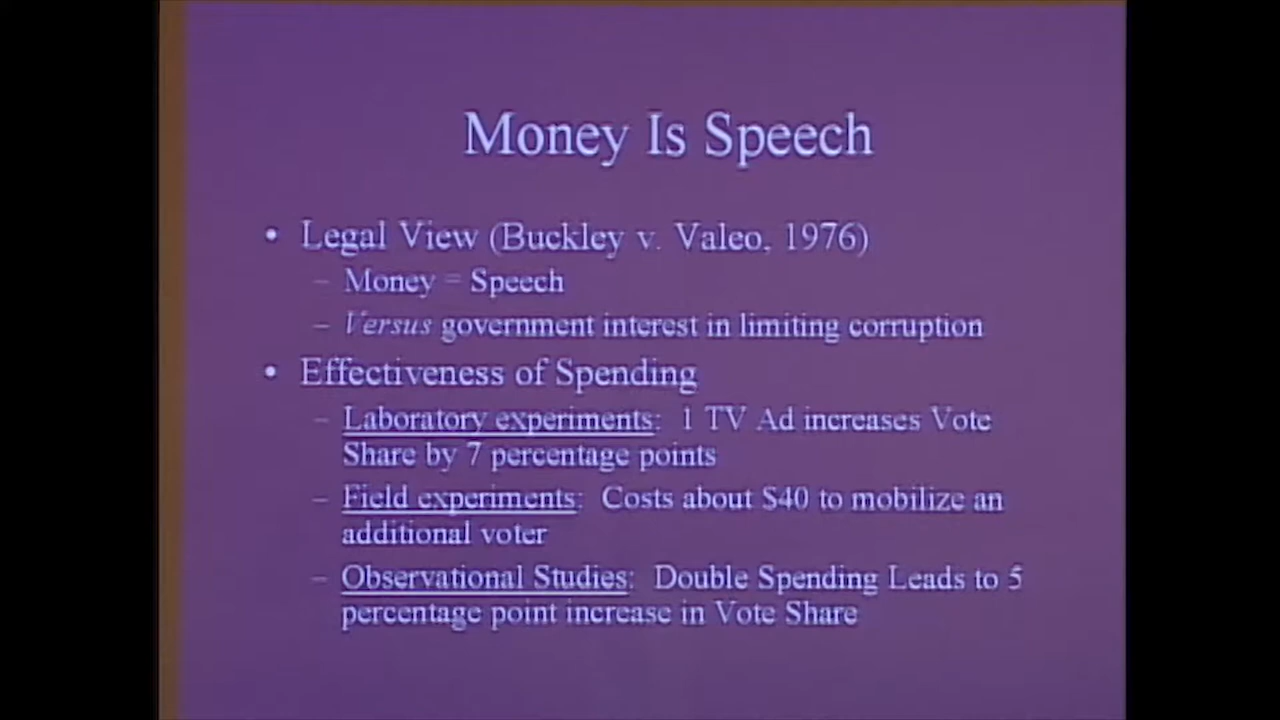 Money Is Speech
• Legal View (Buckley v. Valeo, 1976)
– Money = Speech
– Versus government interest in limiting corruption
• Effectiveness of Spending
– Laboratory experiments: 1 TV Ad increases Vote
Share by 7 percentage points
– Field experiments: Costs about $40 to mobilize an
additional voter
– Observational Studies: Double Spending Leads to 5
percentage point increase in Vote Share